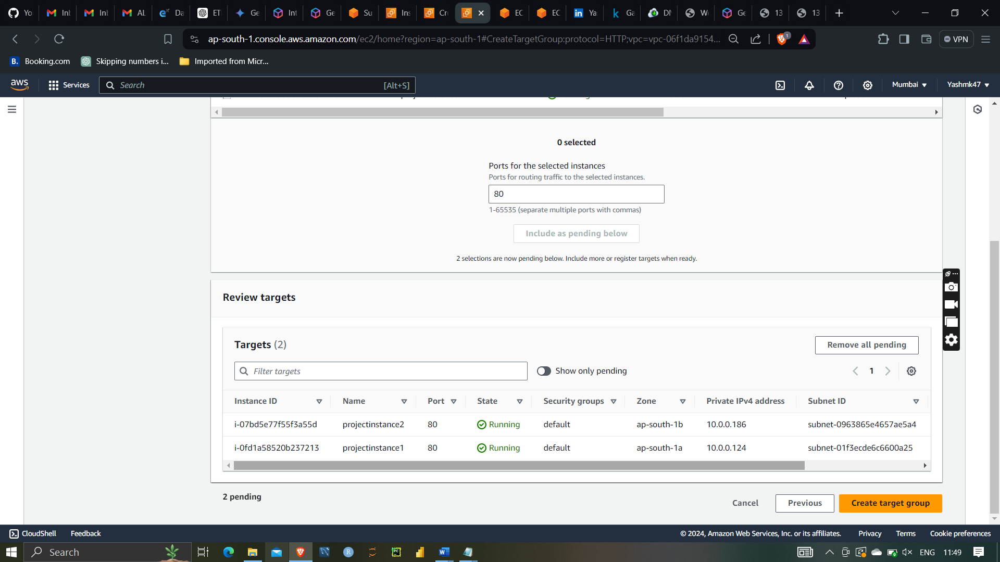 Yo
Inb
Inb
AL
Da
ETI
Ge
Int
Ge
Su
Ins
Cr
EC
EC
Ya
Ga
DN
W
Ge
13
13
ap-south-1.console.aws.amazon.com/ec2/home?region=ap-south-1#CreateTargetGroup:protocol=HTTP;vpc=vpc-06f1da9154...
1
VPN
B. Booking.com
Skipping numbers i...
Imported from Micr...
aws
Services
Search
[Alt+S]
Mumbai
Yashmk47
0 selected
Ports for the selected instances
Ports for routing traffic to the selected instances.
80
1-65535 (separate multiple ports with commas)
Include as pending below
2 selections are now pending below. Include more or register targets when ready.
Review targets
Targets (2)
Remove all pending
Filter targets
Show only pending
1
Instance ID Name Port State Security groups Zone Private IPv4 address Subnet ID
i-07bd5e77f55f3a55d projectinstance2 80 Running default ap-south-1b 10.0.0.186 subnet-0963865e4657ae5a4
i-0fd1a58520b237213 projectinstance1 80 Running default ap-south-1a 10.0.0.124 subnet-01f3ecde6c6600a25
2 pending
Cancel
Previous
Create target group
CloudShell
Feedback
© 2024, Amazon Web Services, Inc. or its affiliates.
Privacy
Terms
Cookie preferences
Search
ENG
11:49